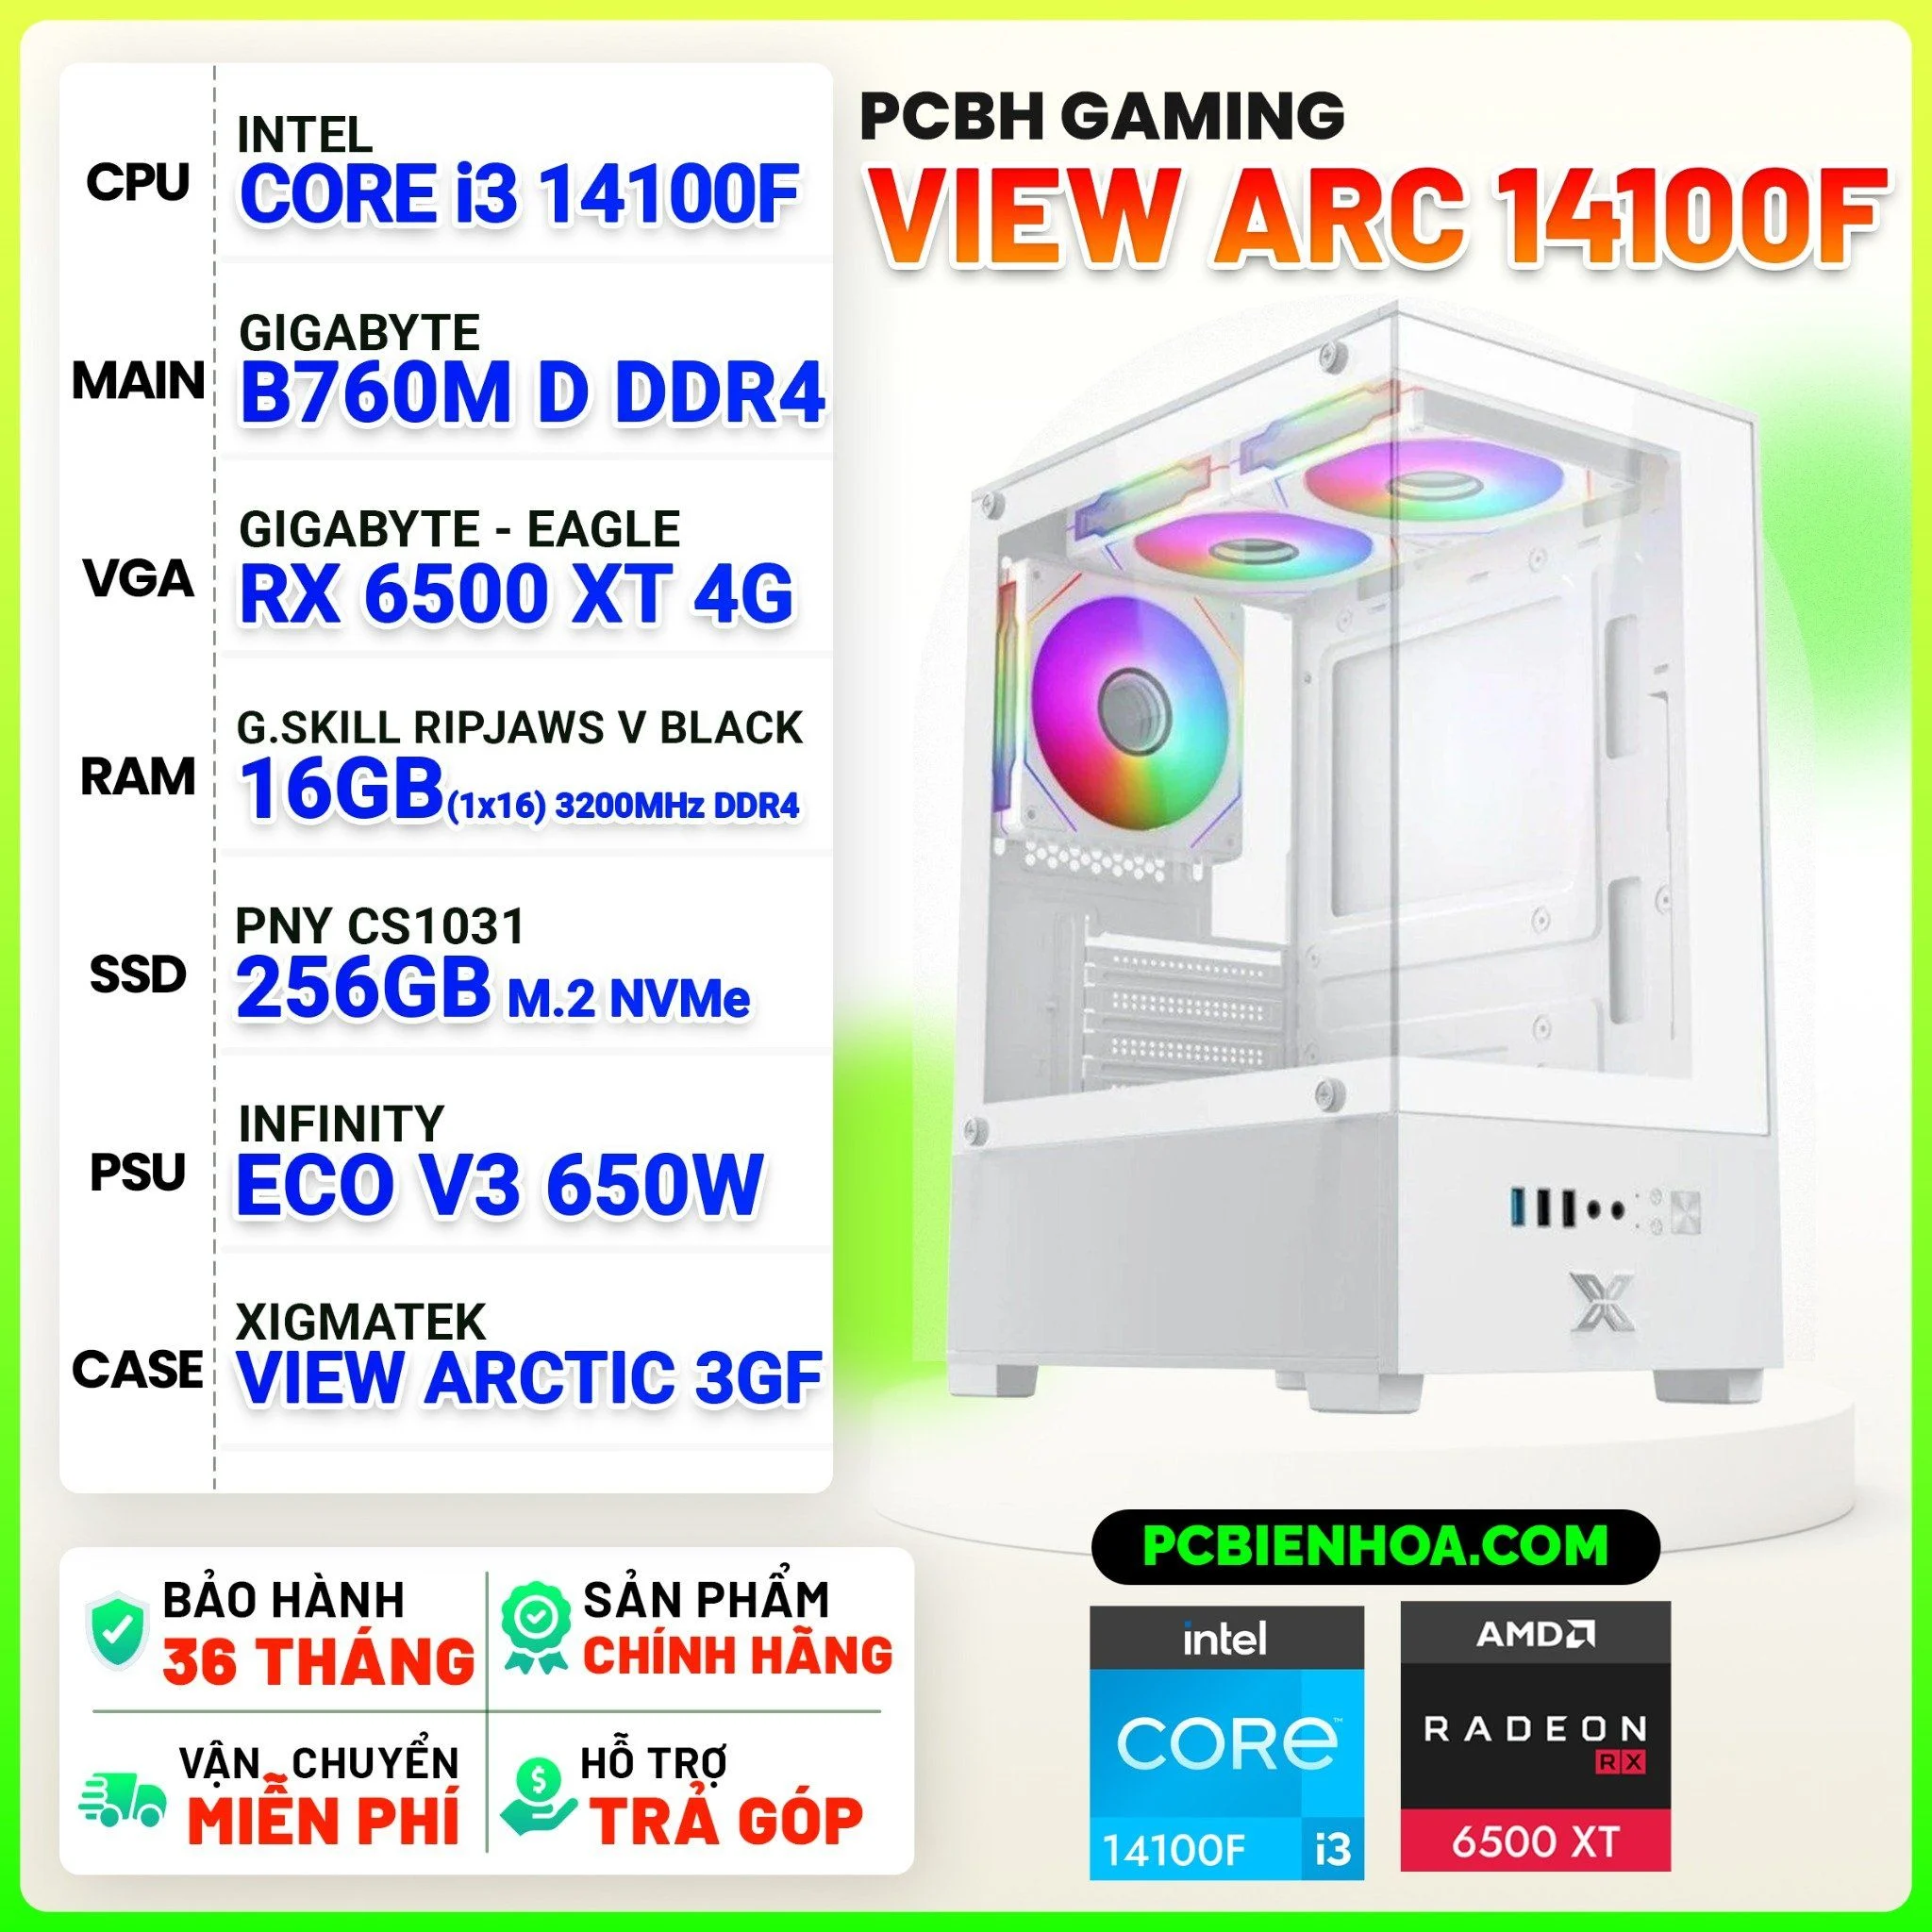 PCBH GAMING
VIEW ARC 14100F
CPU
INTEL
CORE i3 14100F
MAIN
GIGABYTE
B760M D DDR4
VGA
GIGABYTE - EAGLE
RX 6500 XT 4G
RAM
G.SKILL RIPJAWS V BLACK
16GB (1x16) 3200MHz DDR4
SSD
PNY CS1031
256GB M.2 NVMe
PSU
INFINITY
ECO V3 650W
CASE
XIGMATEK
VIEW ARCTIC 3GF
BẢO HÀNH
36 THÁNG
SẢN PHẨM
CHÍNH HÃNG
VẬN CHUYỂN
MIỄN PHÍ
HỖ TRỢ
TRẢ GÓP
PCBIENHOA.COM
intel
CORE™
14100F i3
AMD
RADEON
RX
6500 XT